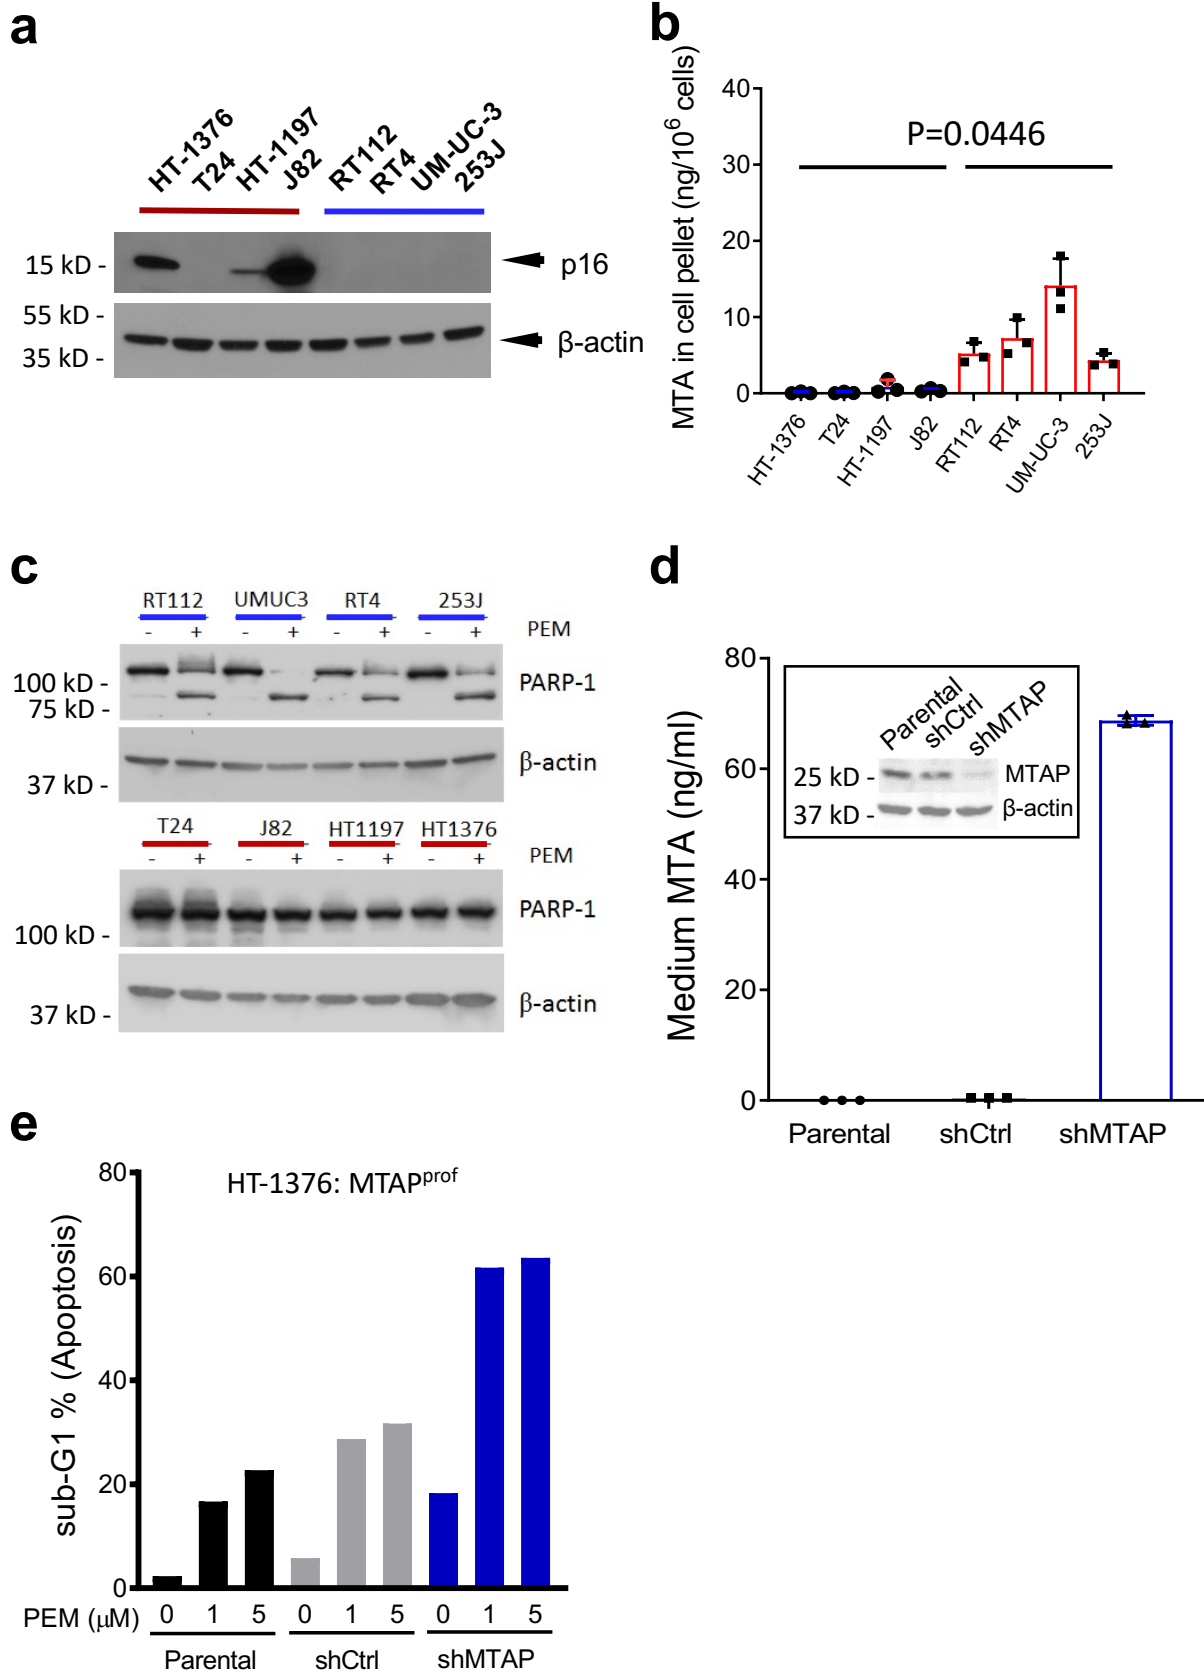 a
HT-1376 T24 HT-1197 J82 RT112 RT4 UM-UC-3 253J
15 kD - p16
55 kD -
35 kD - β-actin
b
MTA in cell pellet (ng/10⁶ cells)
40
30
20
10
0
P=0.0446
HT-1376 T24 HT-1197 J82 RT112 RT4 UM-UC-3 253J
c
RT112 UMUC3 RT4 253J
- + - + - + - + PEM
100 kD - PARP-1
75 kD -
β-actin
37 kD -
T24 J82 HT1197 HT1376
- + - + - + - + PEM
PARP-1
100 kD -
β-actin
37 kD -
d
Medium MTA (ng/ml)
80
60
40
20
0
Parental shCtrl shMTAP
25 kD - MTAP
37 kD - β-actin
Parental shCtrl shMTAP
e
HT-1376: MTAPᵖʳᵒᶠ
sub-G1 % (Apoptosis)
80
60
40
20
0
PEM (μM) 0 1 5 0 1 5 0 1 5
Parental shCtrl shMTAP